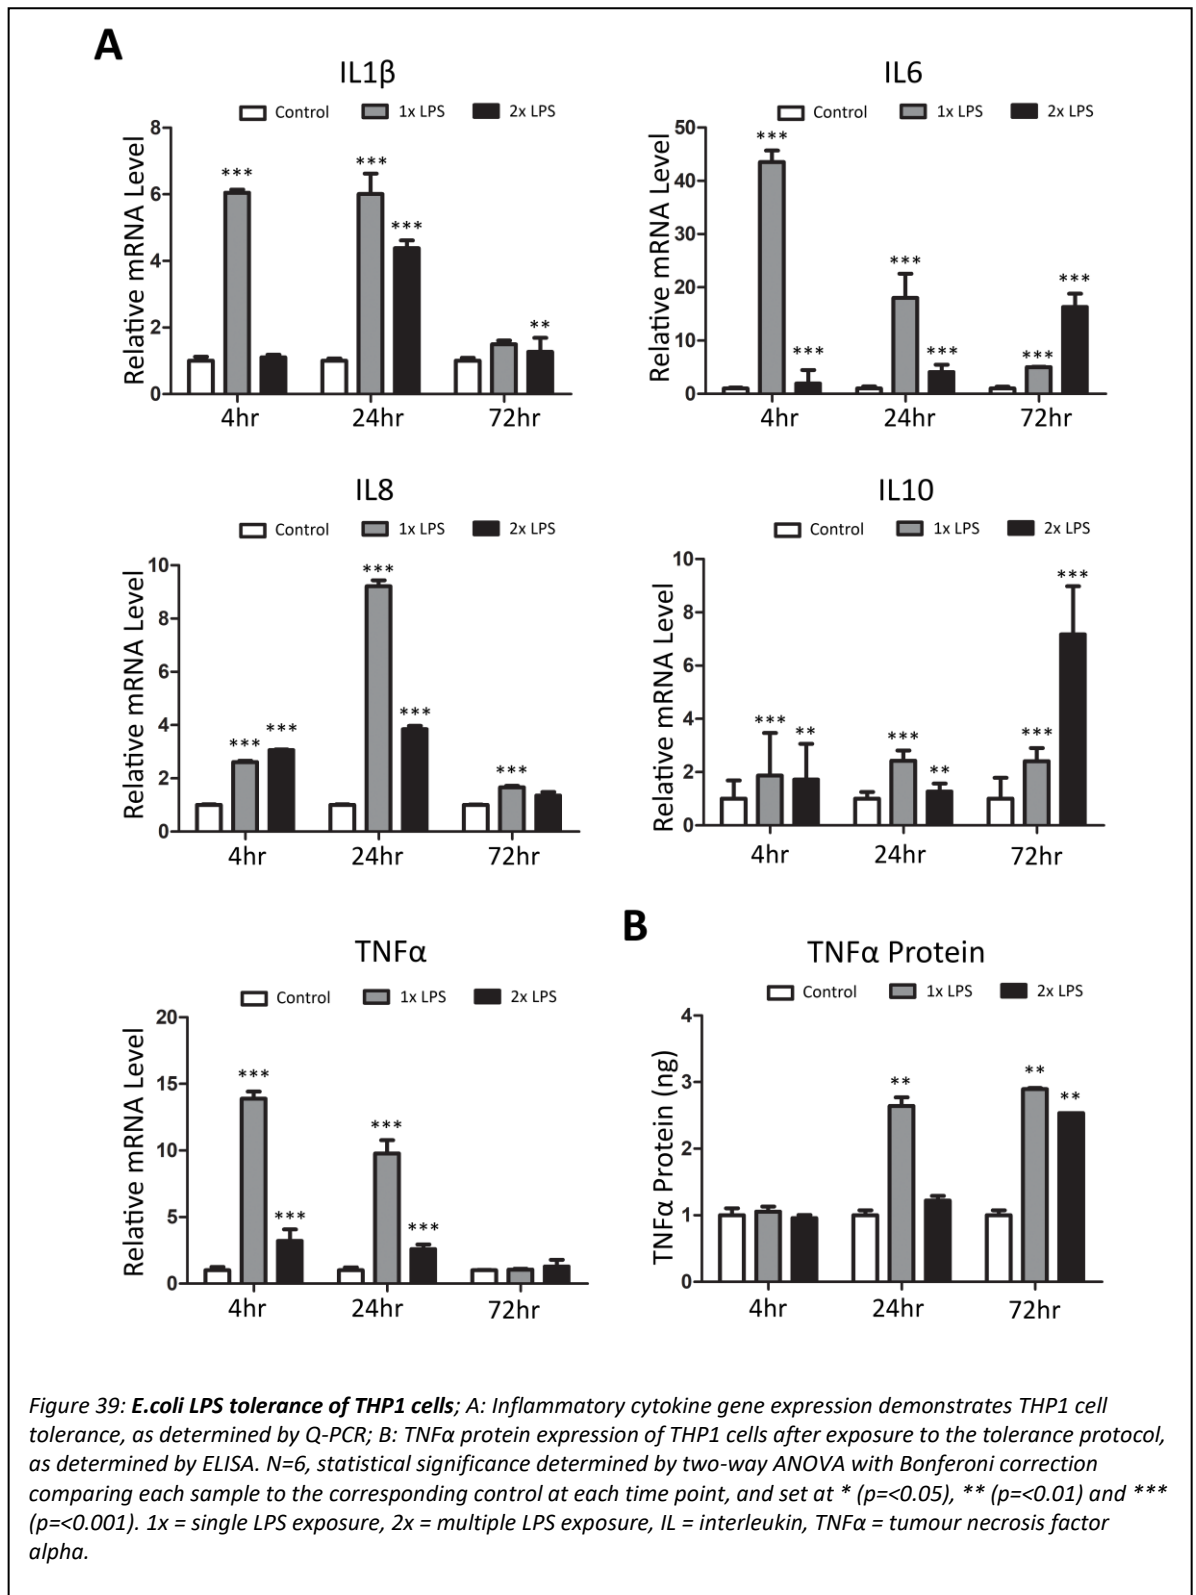 A
IL1β
Control 1x LPS 2x LPS
Relative mRNA Level
8
6
4
2
0
***
***
***
**
4hr 24hr 72hr
IL6
Control 1x LPS 2x LPS
Relative mRNA Level
50
40
30
20
10
0
***
***
***
***
***
***
4hr 24hr 72hr
IL8
Control 1x LPS 2x LPS
Relative mRNA Level
10
8
6
4
2
0
***
***
***
***
***
4hr 24hr 72hr
IL10
Control 1x LPS 2x LPS
Relative mRNA Level
10
8
6
4
2
0
***
**
***
**
***
***
4hr 24hr 72hr
TNFα
Control 1x LPS 2x LPS
Relative mRNA Level
20
15
10
5
0
***
***
***
***
4hr 24hr 72hr
B
TNFα Protein
Control 1x LPS 2x LPS
TNFα Protein (ng)
4
3
2
1
0
**
**
**
4hr 24hr 72hr
Figure 39: E.coli LPS tolerance of THP1 cells; A: Inflammatory cytokine gene expression demonstrates THP1 cell
tolerance, as determined by Q-PCR; B: TNFα protein expression of THP1 cells after exposure to the tolerance protocol,
as determined by ELISA. N=6, statistical significance determined by two-way ANOVA with Bonferoni correction
comparing each sample to the corresponding control at each time point, and set at * (p=<0.05), ** (p=<0.01) and ***
(p=<0.001). 1x = single LPS exposure, 2x = multiple LPS exposure, IL = interleukin, TNFα = tumour necrosis factor
alpha.